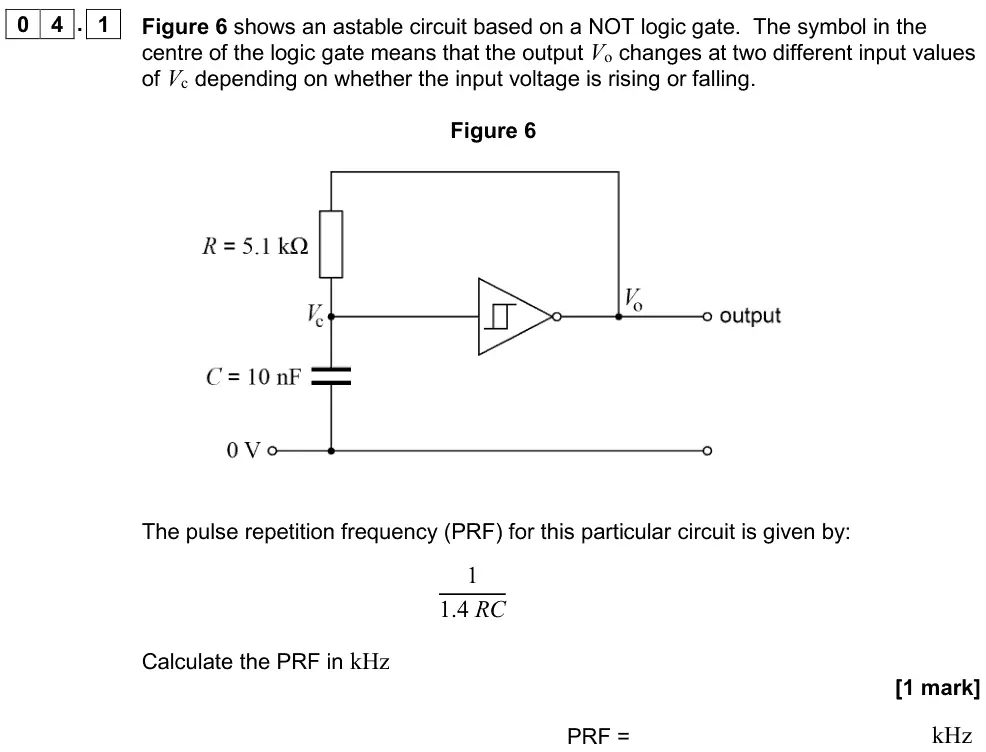 0 4 . 1 Figure 6 shows an astable circuit based on a NOT logic gate. The symbol in the
centre of the logic gate means that the output Vo changes at two different input values
of Vc depending on whether the input voltage is rising or falling.
Figure 6
R = 5.1 kΩ
Vc
Vo
output
C = 10 nF
0 V
The pulse repetition frequency (PRF) for this particular circuit is given by:
1
1.4 RC
Calculate the PRF in kHz
[1 mark]
PRF = kHz